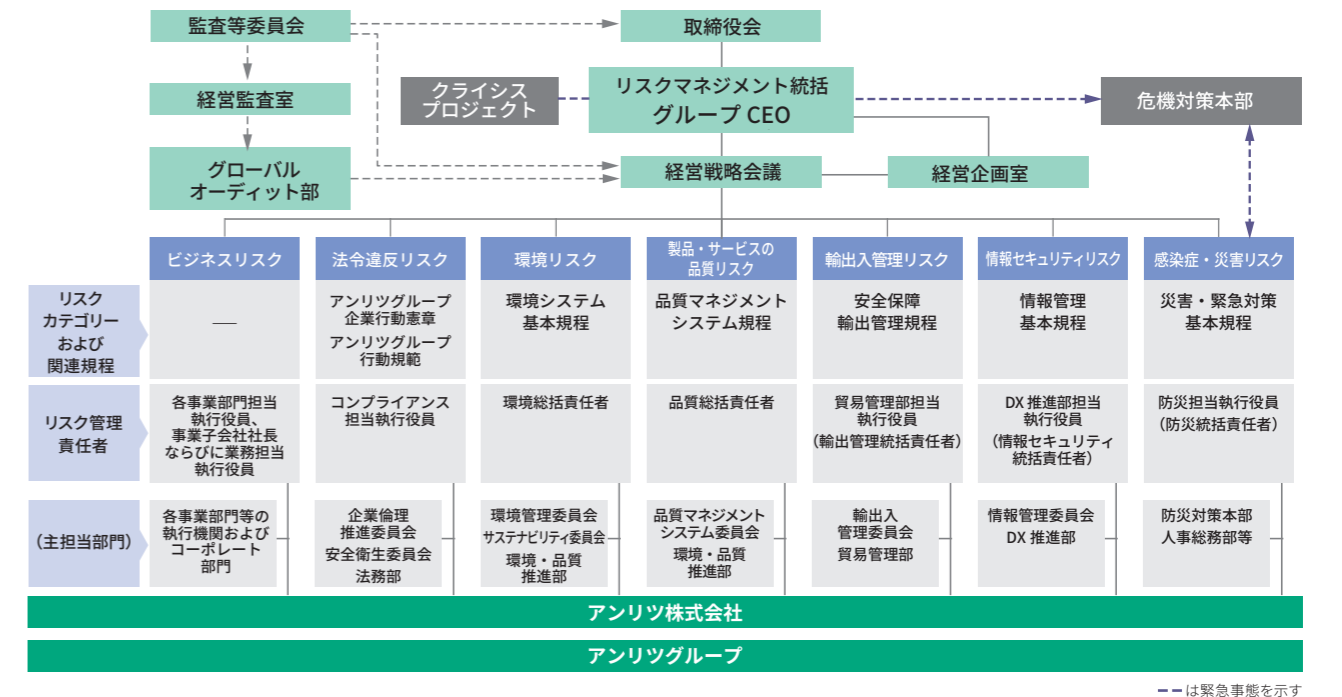 監査等委員会
取締役会
経営監査室
クライシス
プロジェクト
リスクマネジメント統括
グループ CEO
危機対策本部
グローバル
オーディット部
経営戦略会議
経営企画室
ビジネスリスク
法令違反リスク
環境リスク
製品・サービスの
品質リスク
輸出入管理リスク
情報セキュリティリスク
感染症・災害リスク
リスク
カテゴリー
および
関連規程
──
アンリツグループ
企業行動憲章
アンリツグループ
行動規範
環境システム
基本規程
品質マネジメント
システム規程
安全保障
輸出管理規程
情報管理
基本規程
災害・緊急対策
基本規程
リスク管理
責任者
各事業部門担当
執行役員、
事業子会社社長
ならびに業務担当
執行役員
コンプライアンス
担当執行役員
環境総括責任者
品質総括責任者
貿易管理部担当
執行役員
（輸出管理統括責任者）
DX 推進部担当
執行役員
（情報セキュリティ
統括責任者）
防災担当執行役員
（防災統括責任者）
（主担当部門）
各事業部門等の
執行機関および
コーポレート
部門
企業倫理
推進委員会
安全衛生委員会
法務部
環境管理委員会
サステナビリティ委員会
環境・品質
推進部
品質マネジメント
システム委員会
環境・品質
推進部
輸出入
管理委員会
貿易管理部
情報管理委員会
DX 推進部
防災対策本部
人事総務部等
アンリツ株式会社
アンリツグループ
は緊急事態を示す